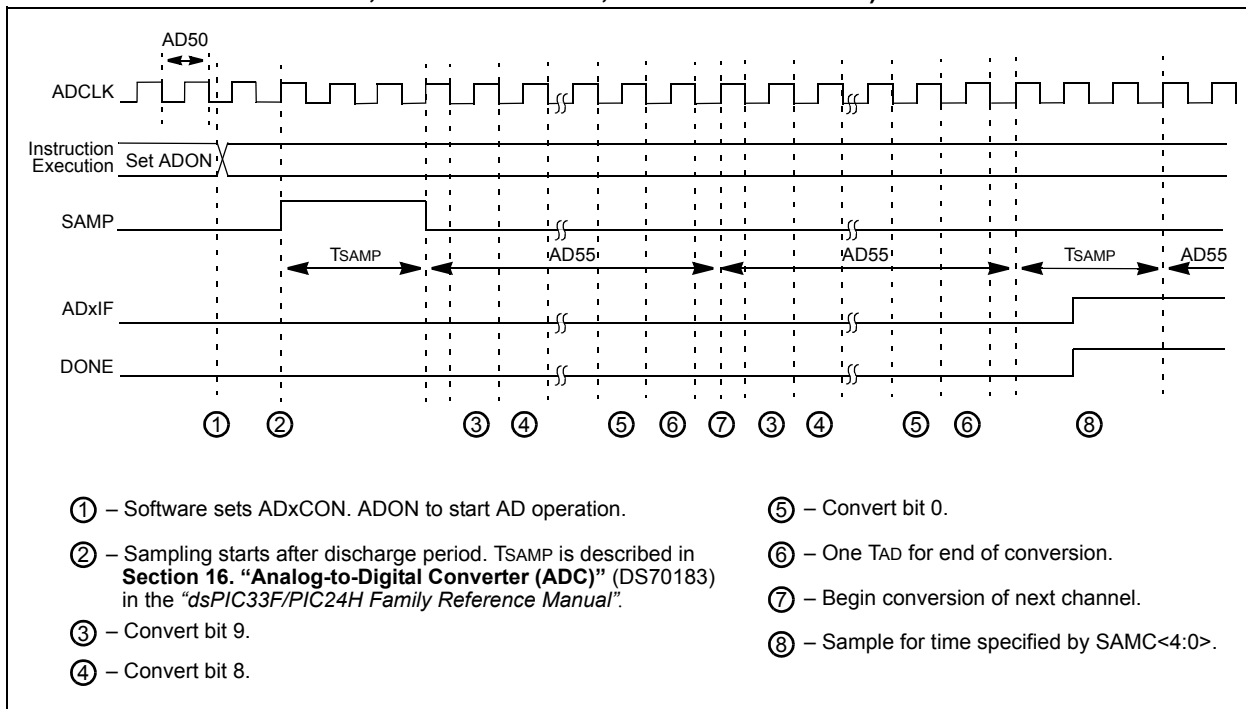 AD50
ADCLK
Instruction
Execution
Set ADON
SAMP
TSAMP
AD55
AD55
TSAMP
AD55
ADxIF
DONE
1 2 3 4 5 6 7 3 4 5 6 8
1 – Software sets ADxCON. ADON to start AD operation.
2 – Sampling starts after discharge period. TSAMP is described in
Section 16. “Analog-to-Digital Converter (ADC)” (DS70183)
in the “dsPIC33F/PIC24H Family Reference Manual”.
3 – Convert bit 9.
4 – Convert bit 8.
5 – Convert bit 0.
6 – One TAD for end of conversion.
7 – Begin conversion of next channel.
8 – Sample for time specified by SAMC<4:0>.